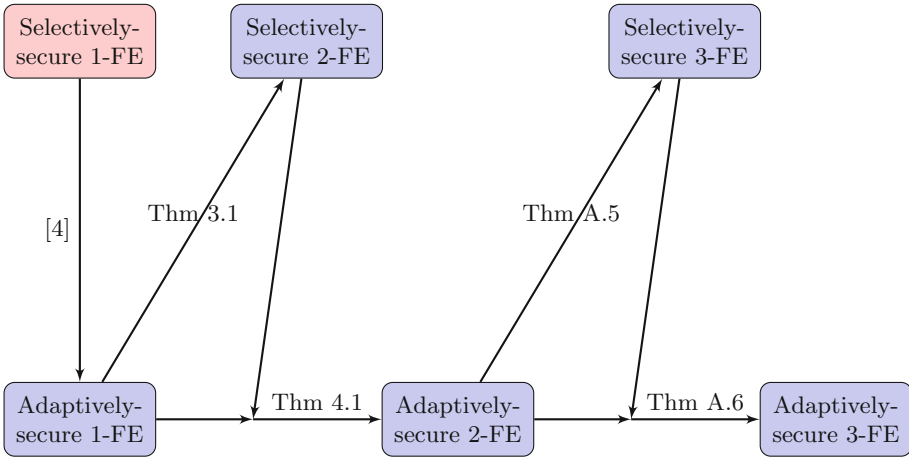 Selectively-
secure 1-FE
Selectively-
secure 2-FE
Selectively-
secure 3-FE
[4]
Thm 3.1
Thm A.5
Adaptively-
secure 1-FE
Thm 4.1
Adaptively-
secure 2-FE
Thm A.6
Adaptively-
secure 3-FE